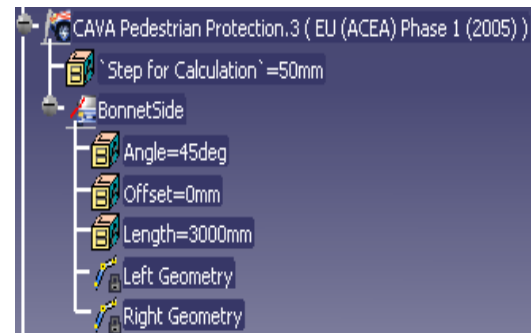 CAVA Pedestrian Protection.3 ( EU (ACEA) Phase 1 (2005) )
`Step for Calculation`=50mm
BonnetSide
Angle=45deg
Offset=0mm
Length=3000mm
Left Geometry
Right Geometry